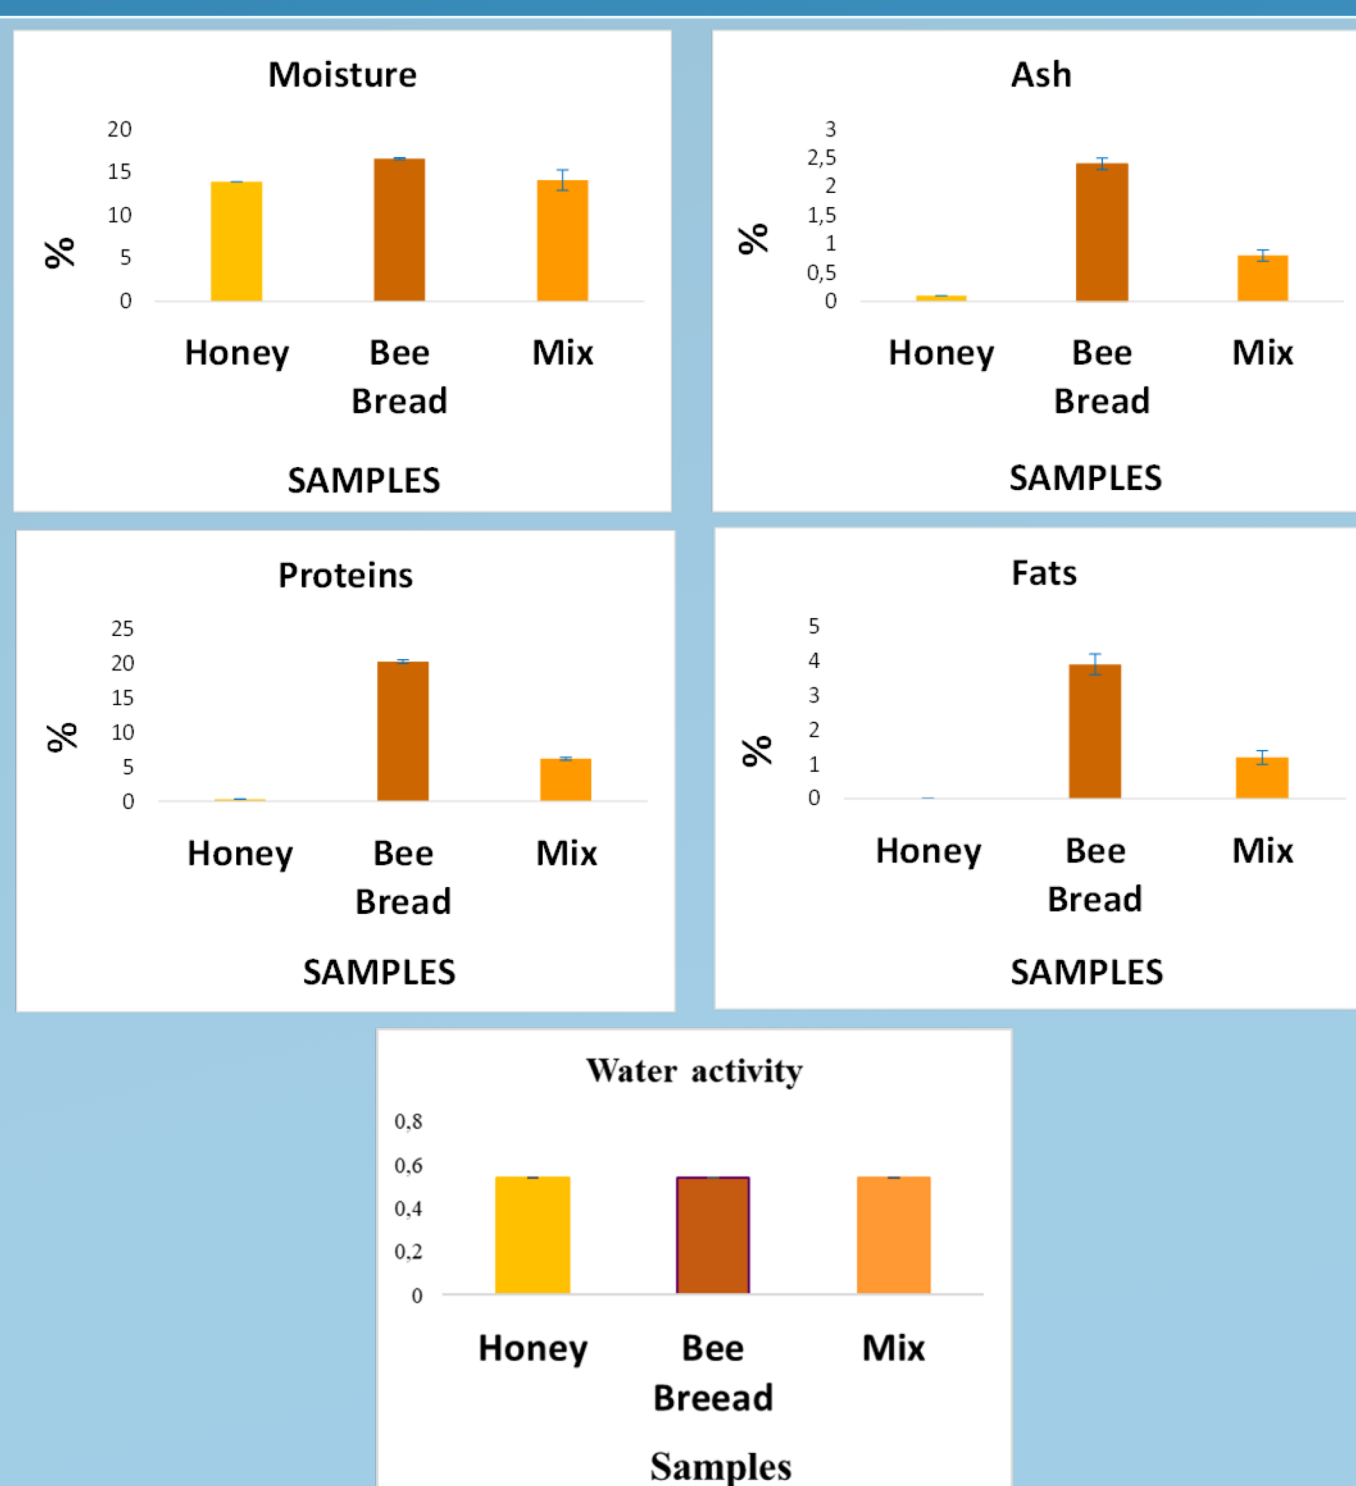 Moisture
20
15
10
5
0
%
Honey
Bee
Bread
Mix
SAMPLES
Ash
3
2,5
2
1,5
1
0,5
0
%
Honey
Bee
Bread
Mix
SAMPLES
Proteins
25
20
15
10
5
0
%
Honey
Bee
Bread
Mix
SAMPLES
Fats
5
4
3
2
1
0
%
Honey
Bee
Bread
Mix
SAMPLES
Water activity
0,8
0,6
0,4
0,2
0
Honey
Bee
Breead
Mix
Samples